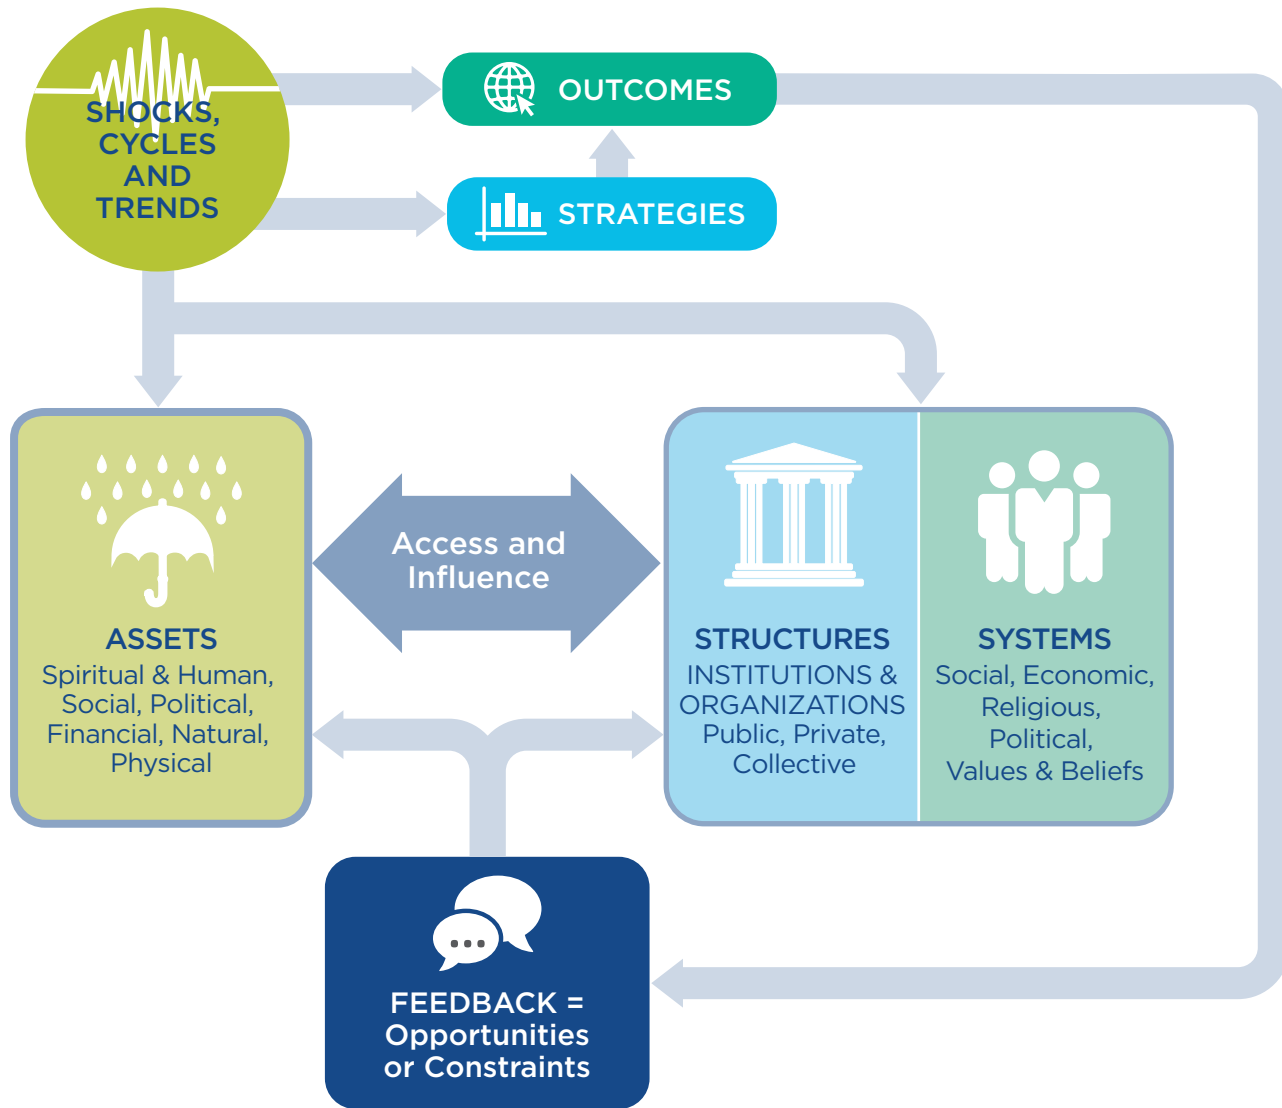 SHOCKS,
CYCLES
AND
TRENDS
OUTCOMES
STRATEGIES
Access and
Influence
ASSETS
Spiritual & Human,
Social, Political,
Financial, Natural,
Physical
STRUCTURES
INSTITUTIONS &
ORGANIZATIONS
Public, Private,
Collective
SYSTEMS
Social, Economic,
Religious,
Political,
Values & Beliefs
FEEDBACK =
Opportunities
or Constraints